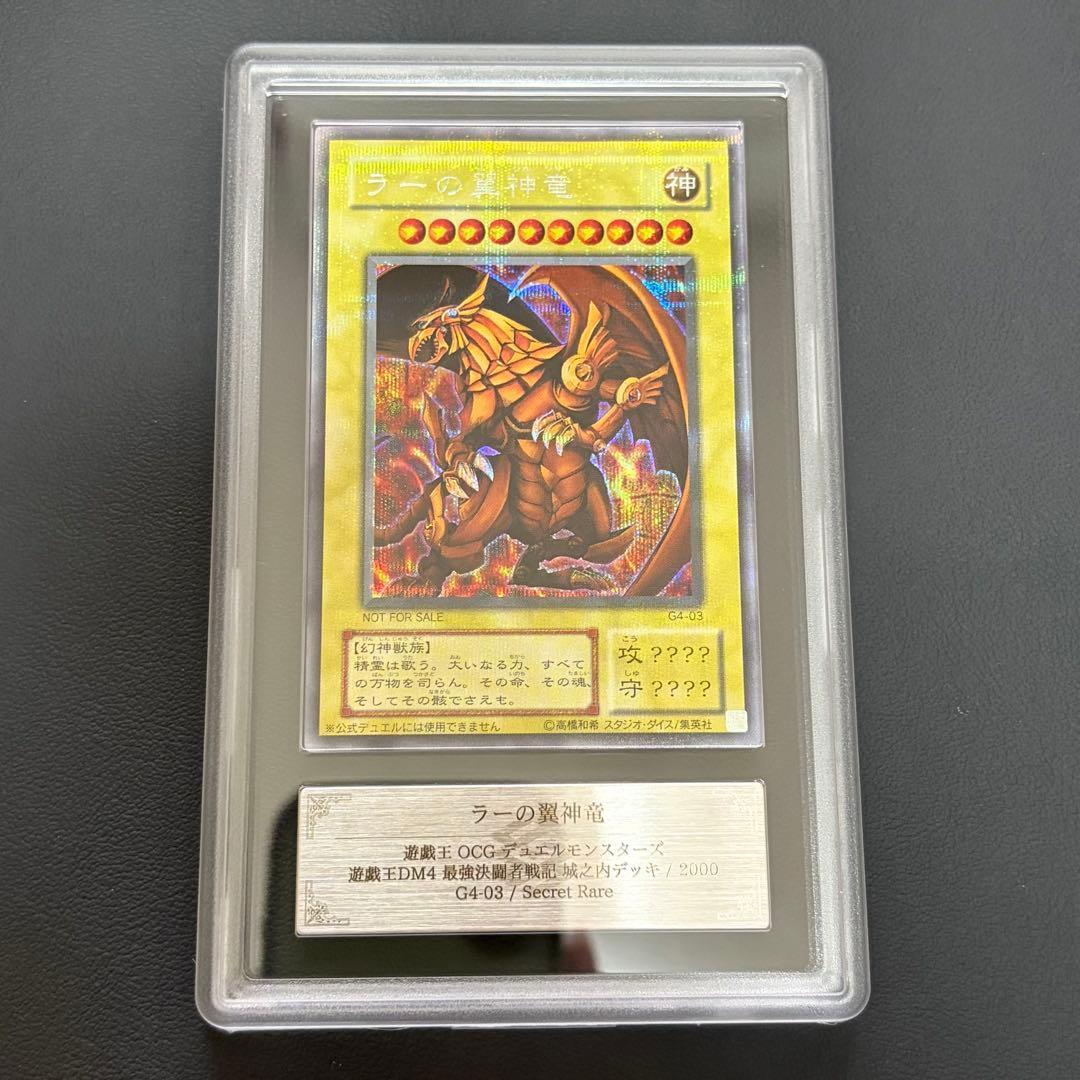 ラーの翼神竜
神
NOT FOR SALE
G4-03
【幻神獣族】
精霊は歌う。大いなる力、すべて
の万物を司らん。その命、その魂、
そしてその骸でさえも。
攻 ????
守 ????
※公式デュエルには使用できません
©高橋和希 スタジオ・ダイス/集英社
ラーの翼神竜
遊戯王 OCG デュエルモンスターズ
遊戯王DM4 最強決闘者戦記 城之内デッキ / 2000
G4-03 / Secret Rare